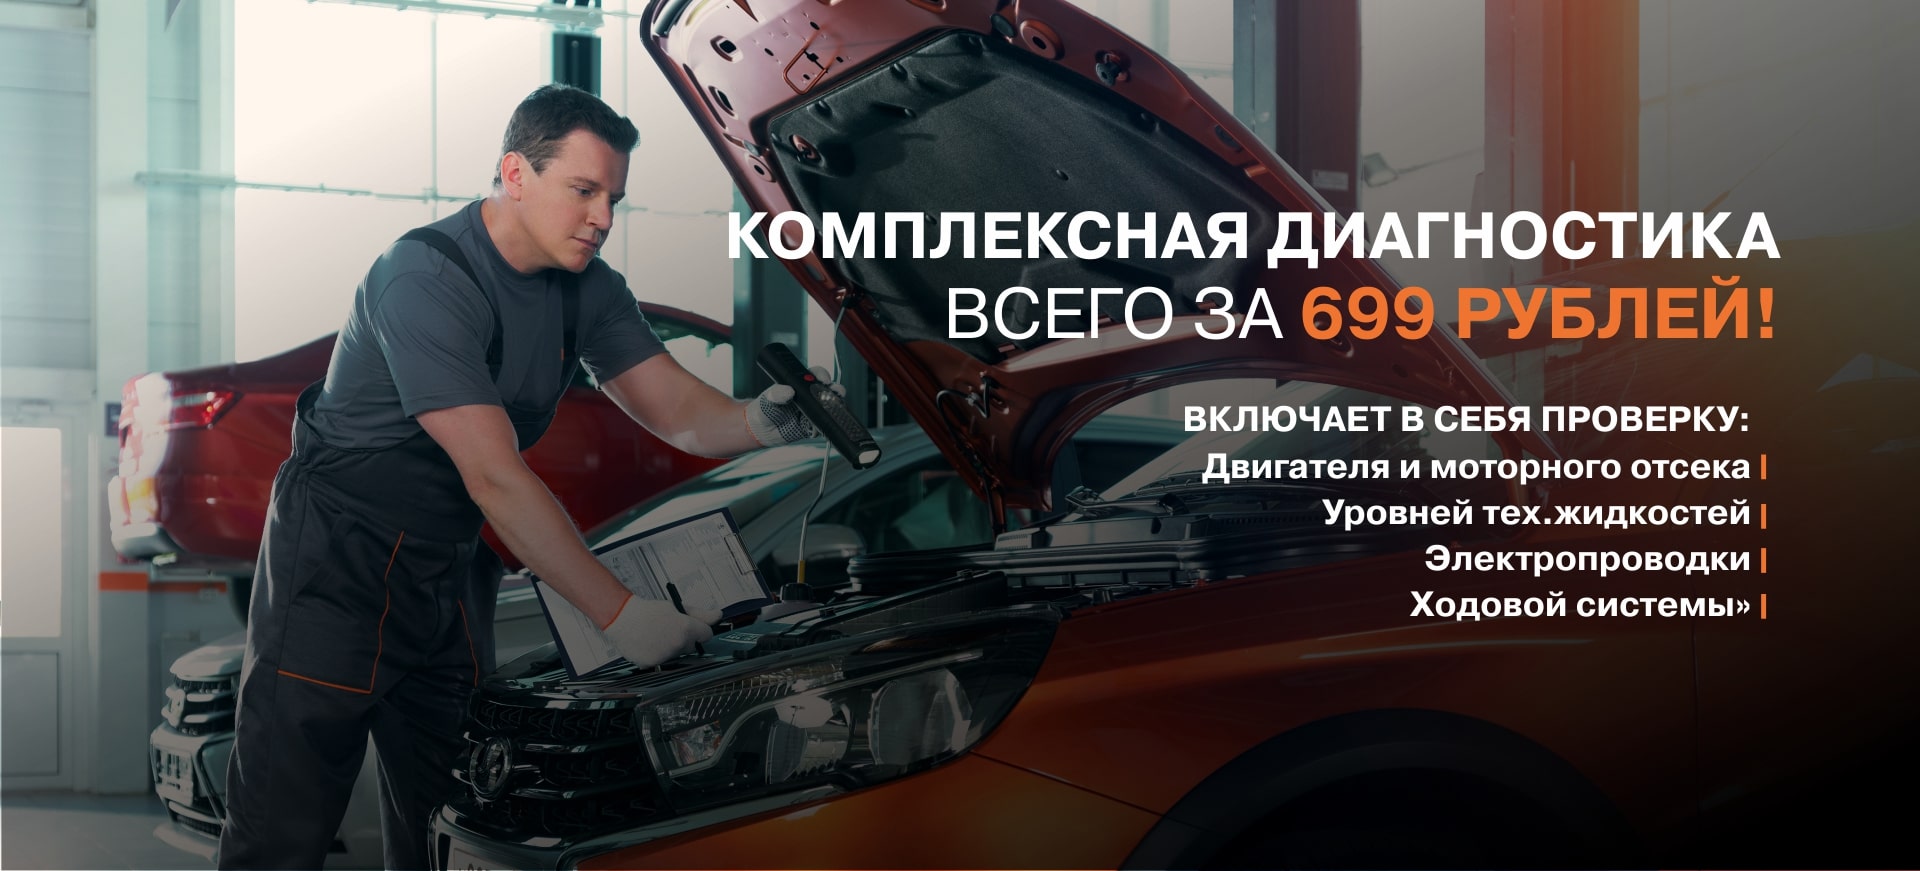 КОМПЛЕКСНАЯ ДИАГНОСТИКА
ВСЕГО ЗА 699 РУБЛЕЙ!
ВКЛЮЧАЕТ В СЕБЯ ПРОВЕРКУ:
Двигателя и моторного отсека
Уровней тех.жидкостей
Электропроводки
Ходовой системы»